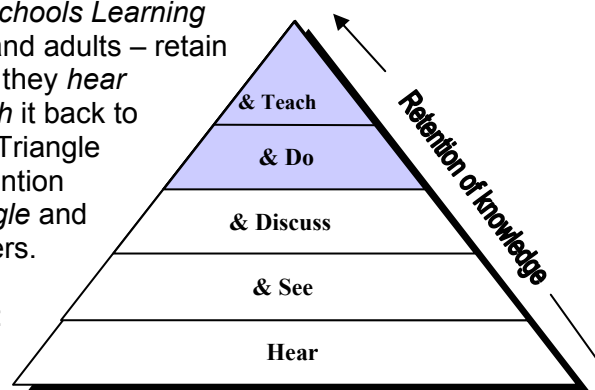 chools Learning
and adults – retain
they hear
it back to
Triangle
ntion
gle and
ers.
& Teach
& Do
& Discuss
& See
Hear
Retention of knowledge